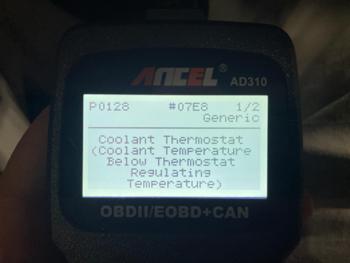 ANCEL®
AD310
P0128 #07E8 1/2
Generic
Coolant Thermostat
(Coolant Temperature
Below Thermostat
Regulating
Temperature)
OBDII/EOBD+CAN